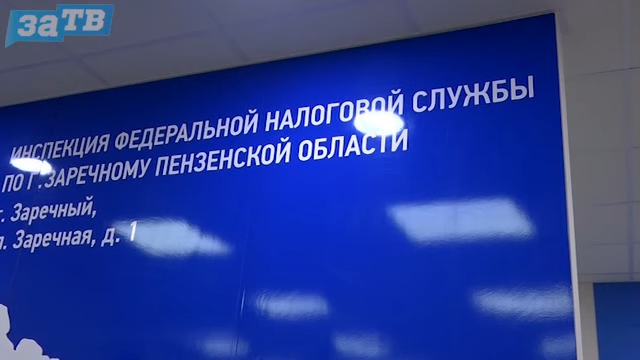 заТВ
ИНСПЕКЦИЯ ФЕДЕРАЛЬНОЙ НАЛОГОВОЙ СЛУЖБЫ
ПО Г. ЗАРЕЧНОМУ ПЕНЗЕНСКОЙ ОБЛАСТИ
г. Заречный,
л. Заречная, д. 1